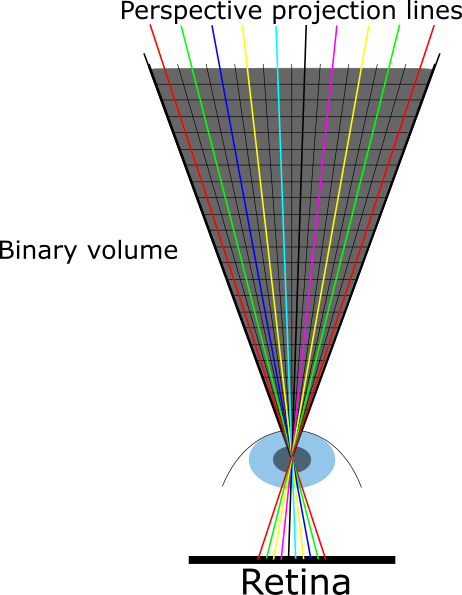 Perspective projection lines
Binary volume
Retina